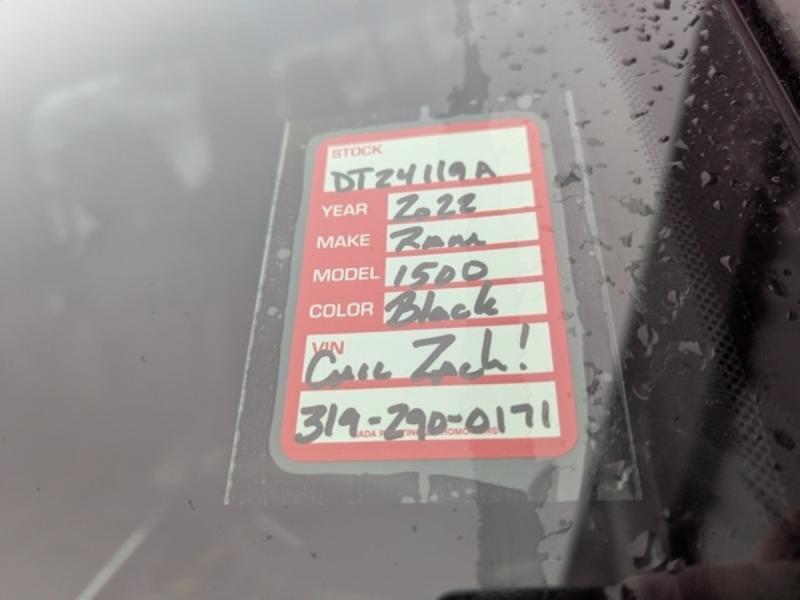 STOCK
DT24119A
YEAR 2022
MAKE Ram
MODEL 1500
COLOR Black
VIN
Call Zach!
319-290-0171